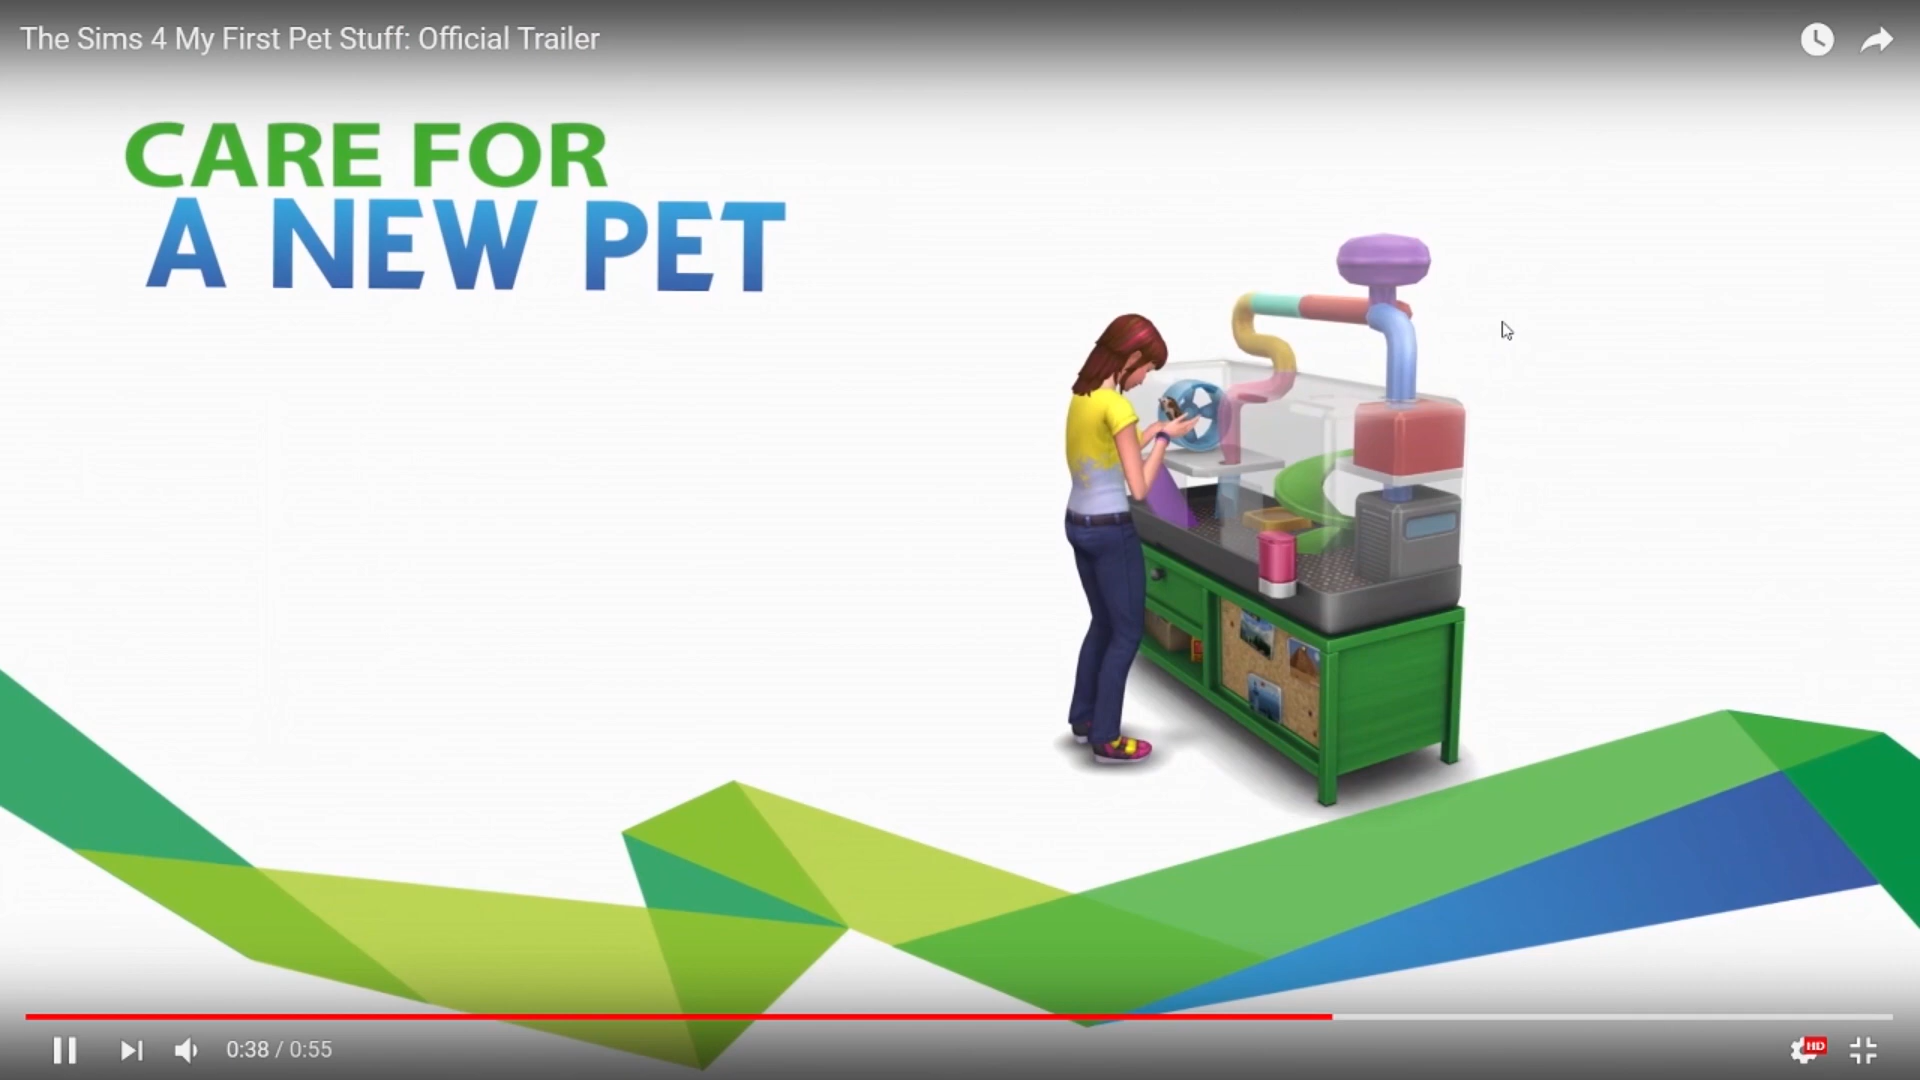 The Sims 4 My First Pet Stuff: Official Trailer
CARE FOR
A NEW PET
0:38 / 0:55
HD